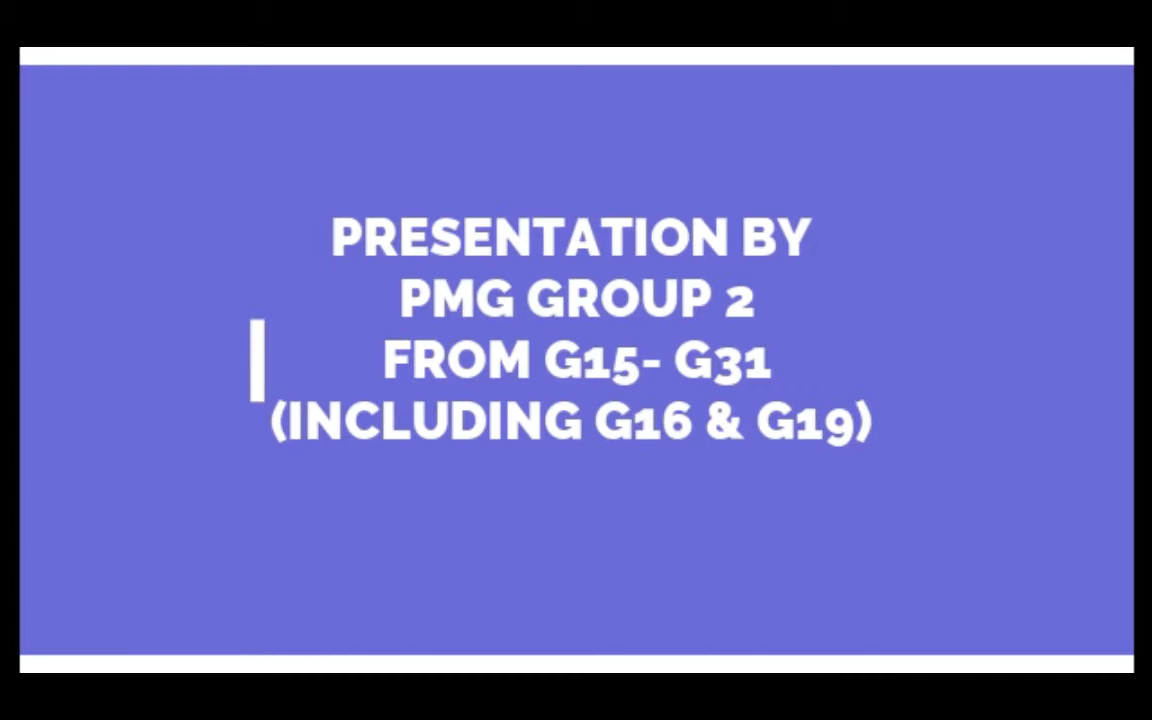 PRESENTATION BY
PMG GROUP 2
FROM G15- G31
(INCLUDING G16 & G19)